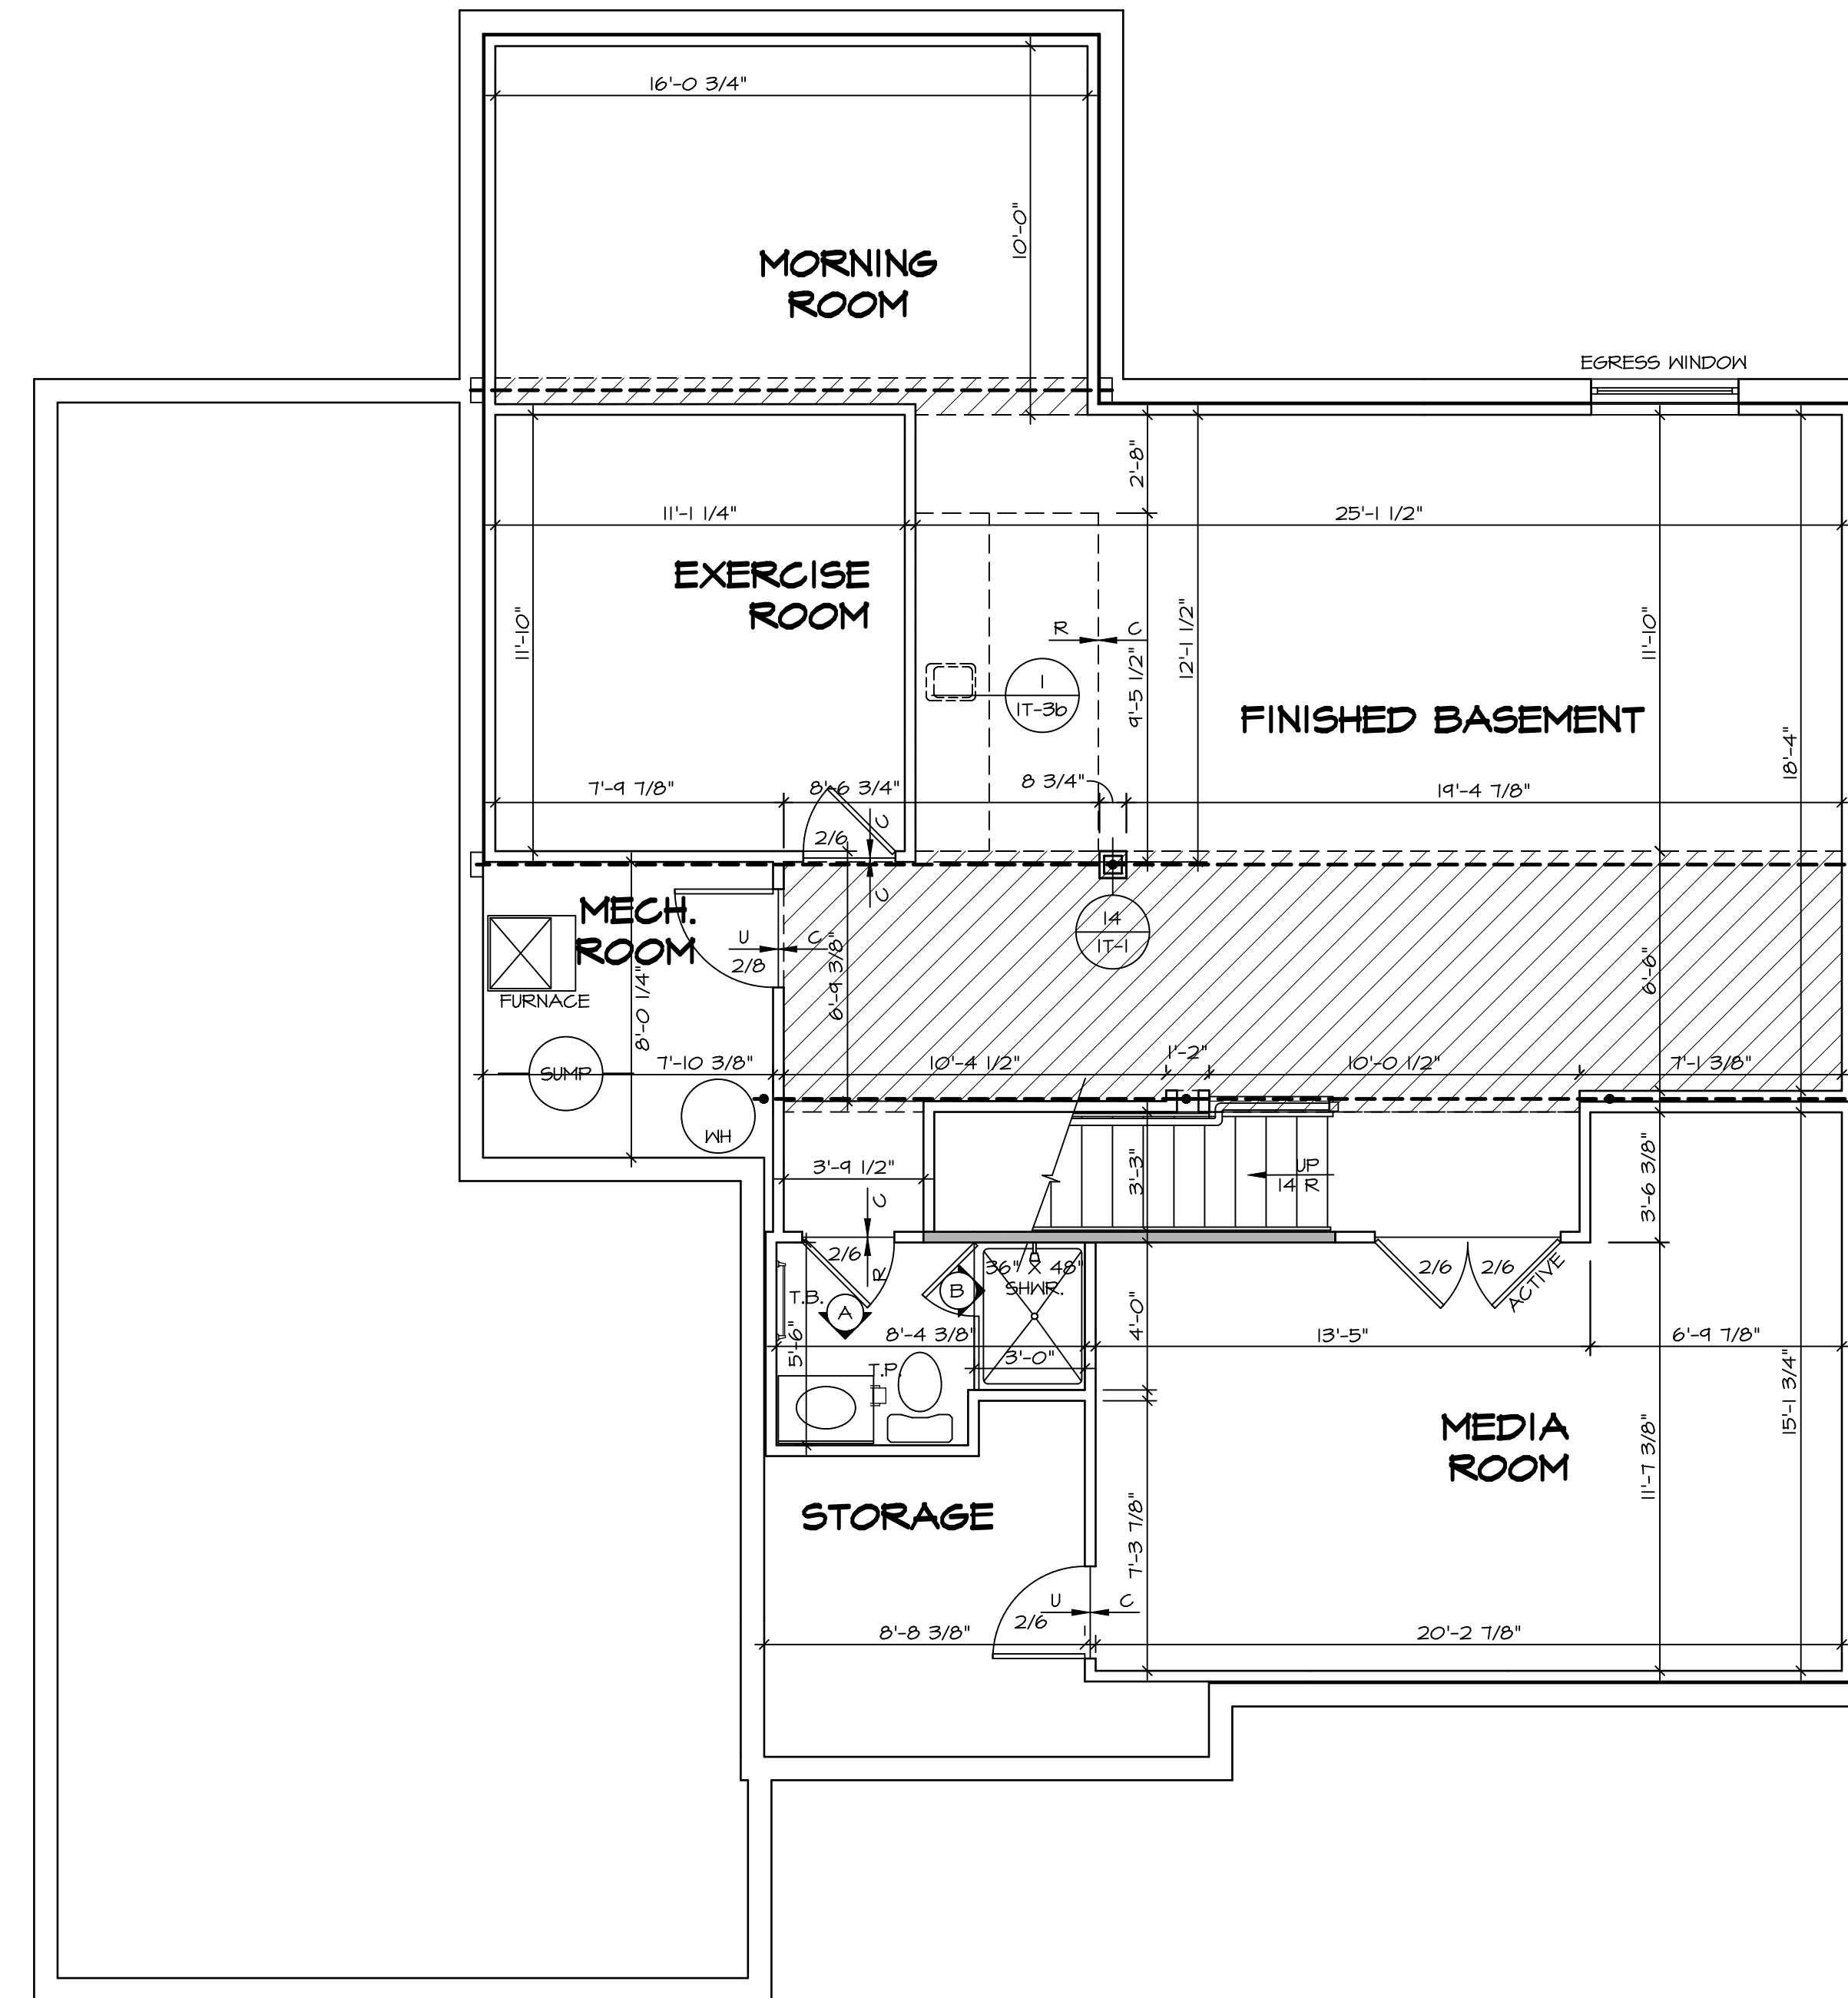 16'-0 3/4"
10'-0"
MORNING
ROOM
EGRESS WINDOW
2'-8"
11'-1 1/4"
25'-1 1/2"
EXERCISE
ROOM
11'-10"
R
C
12'-1 1/2"
11'-10"
9'-5 1/2"
1
1T-3b
FINISHED BASEMENT
18'-4"
7'-9 7/8"
8'-6 3/4"
8 3/4"
19'-4 7/8"
2/6
C
C
MECH.
ROOM
14
1T-1
U
C
2/8
6'-9 3/8"
6'-6"
FURNACE
8'-0 1/4"
SUMP
7'-10 3/8"
10'-4 1/2"
1'-2"
10'-0 1/2"
7'-1 3/8"
WH
3'-9 1/2"
3'-3"
UP
14 R
3'-6 3/8"
C
2/6
R
36" X 48"
SHWR.
2/6
2/6
ACTIVE
T.B.
A
B
4'-0"
5'-6"
8'-4 3/8"
13'-5"
6'-9 7/8"
3'-0"
T.P.
15'-1 3/4"
MEDIA
ROOM
11'-7 3/8"
STORAGE
7'-3 7/8"
U
C
2/6
8'-8 3/8"
20'-2 7/8"